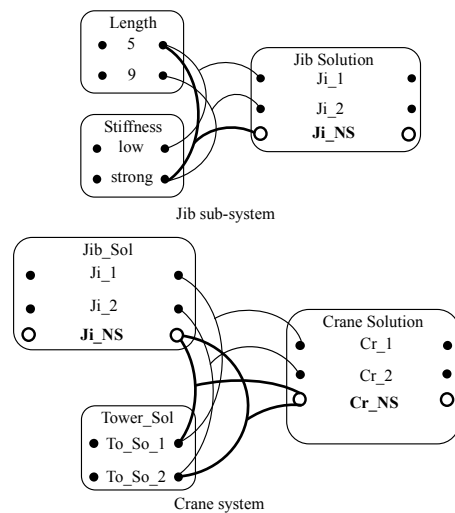 Length
5
9
Stiffness
low
strong
Jib Solution
Ji_1
Ji_2
Ji_NS
Jib sub-system
Jib_Sol
Ji_1
Ji_2
Ji_NS
Tower_Sol
To_So_1
To_So_2
Crane Solution
Cr_1
Cr_2
Cr_NS
Crane system